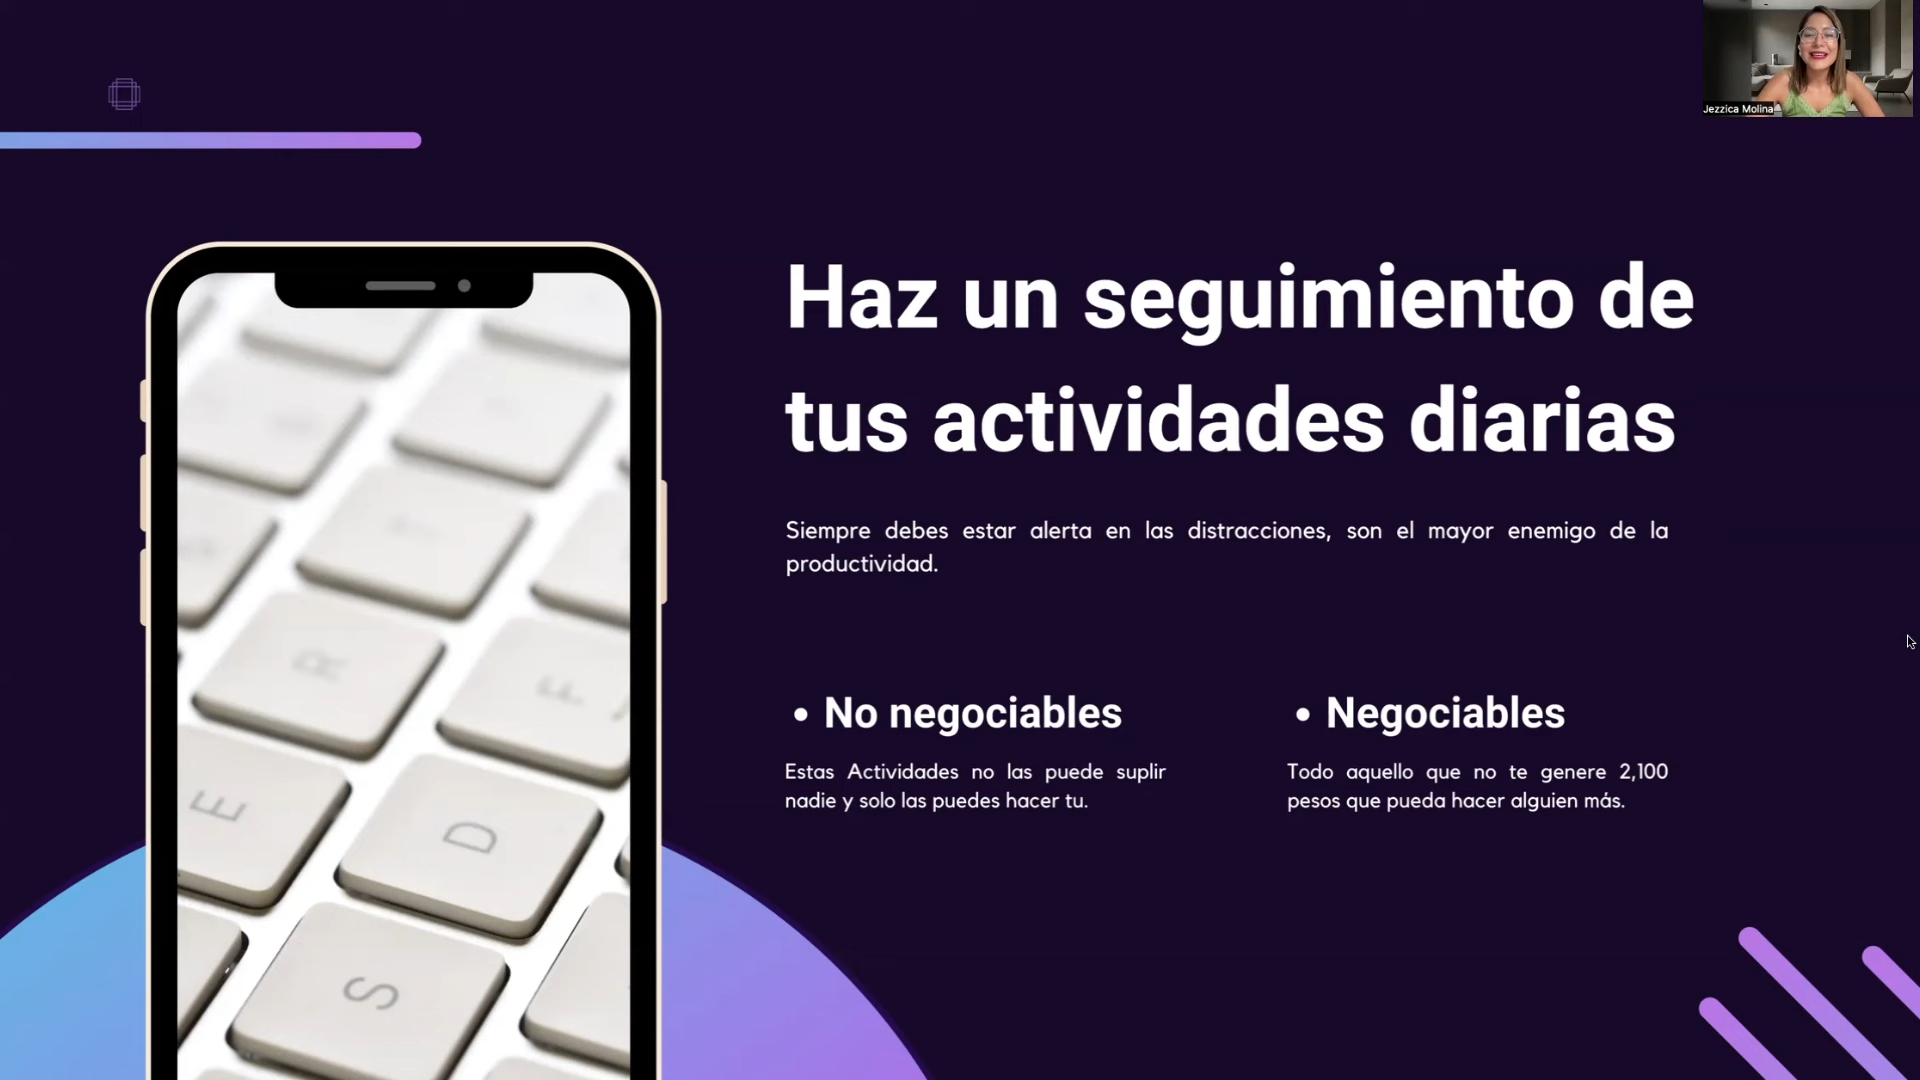 Jezzica Molina
Haz un seguimiento de
tus actividades diarias
Siempre debes estar alerta en las distracciones, son el mayor enemigo de la
productividad.
• No negociables
Estas Actividades no las puede suplir
nadie y solo las puedes hacer tu.
• Negociables
Todo aquello que no te genere 2,100
pesos que pueda hacer alguien más.
R
F
E
D
S